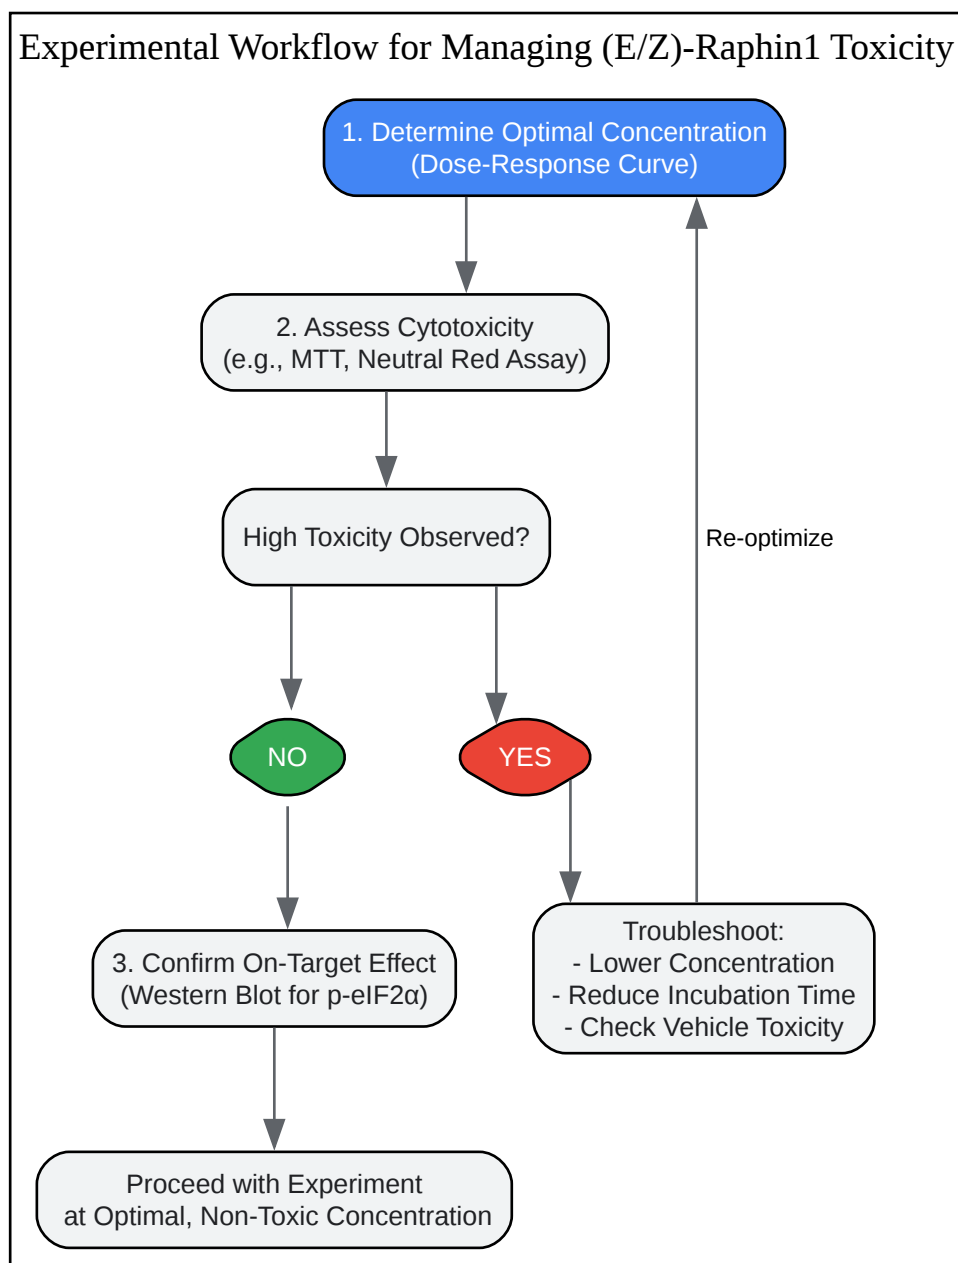 Experimental Workflow for Managing (E/Z)-Raphin1 Toxicity
1. Determine Optimal Concentration
(Dose-Response Curve)
2. Assess Cytotoxicity
(e.g., MTT, Neutral Red Assay)
High Toxicity Observed?
Re-optimize
NO
YES
3. Confirm On-Target Effect
(Western Blot for p-eIF2α)
Troubleshoot:
- Lower Concentration
- Reduce Incubation Time
- Check Vehicle Toxicity
Proceed with Experiment
at Optimal, Non-Toxic Concentration